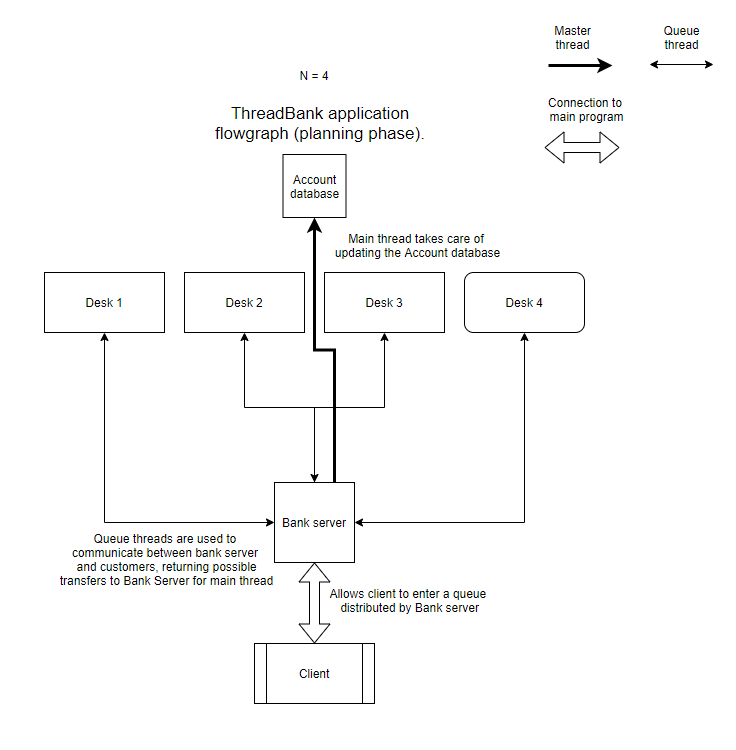 Master
thread
Queue
thread
N = 4
Connection to
main program
ThreadBank application
flowgraph (planning phase).
Account
database
Main thread takes care of
updating the Account database
Desk 1
Desk 2
Desk 3
Desk 4
Bank server
Queue threads are used to
communicate between bank server
and customers, returning possible
transfers to Bank Server for main thread
Allows client to enter a queue
distributed by Bank server
Client